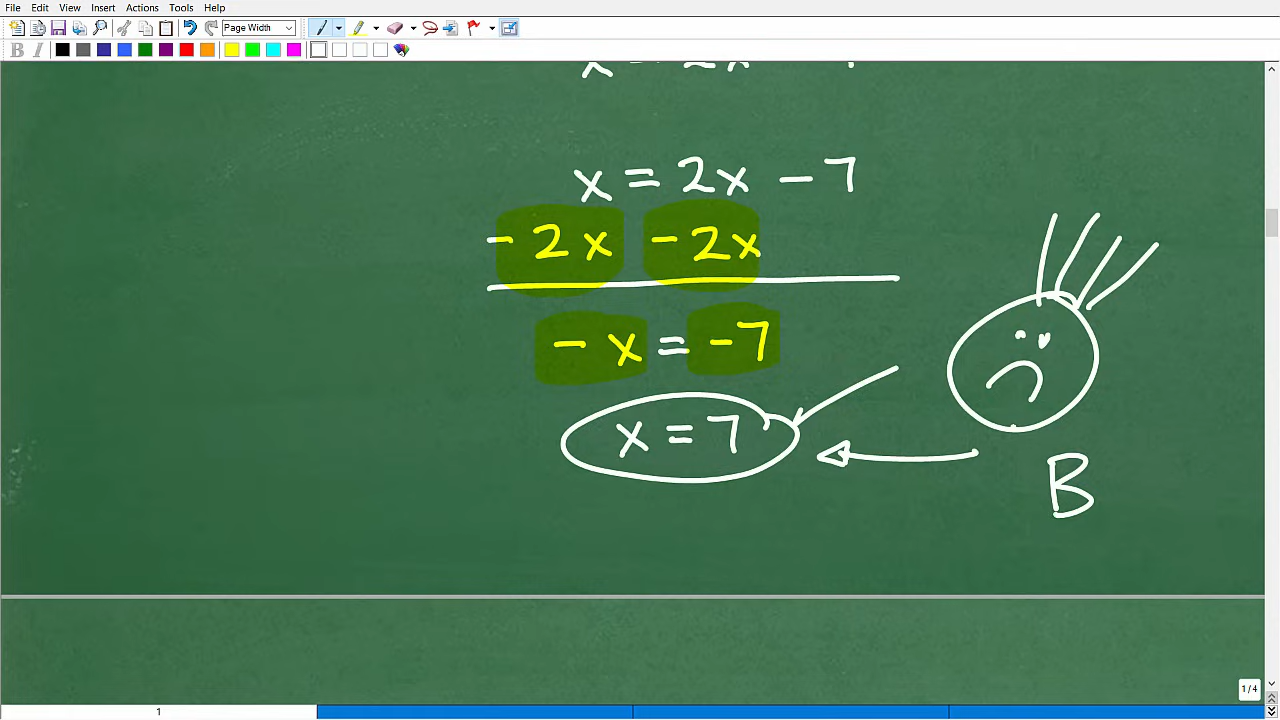 File Edit View Insert Actions Tools Help
Page Width
B I
x = 2x - 7
- 2x - 2x
- x = -7
x = 7
B
1/4
1